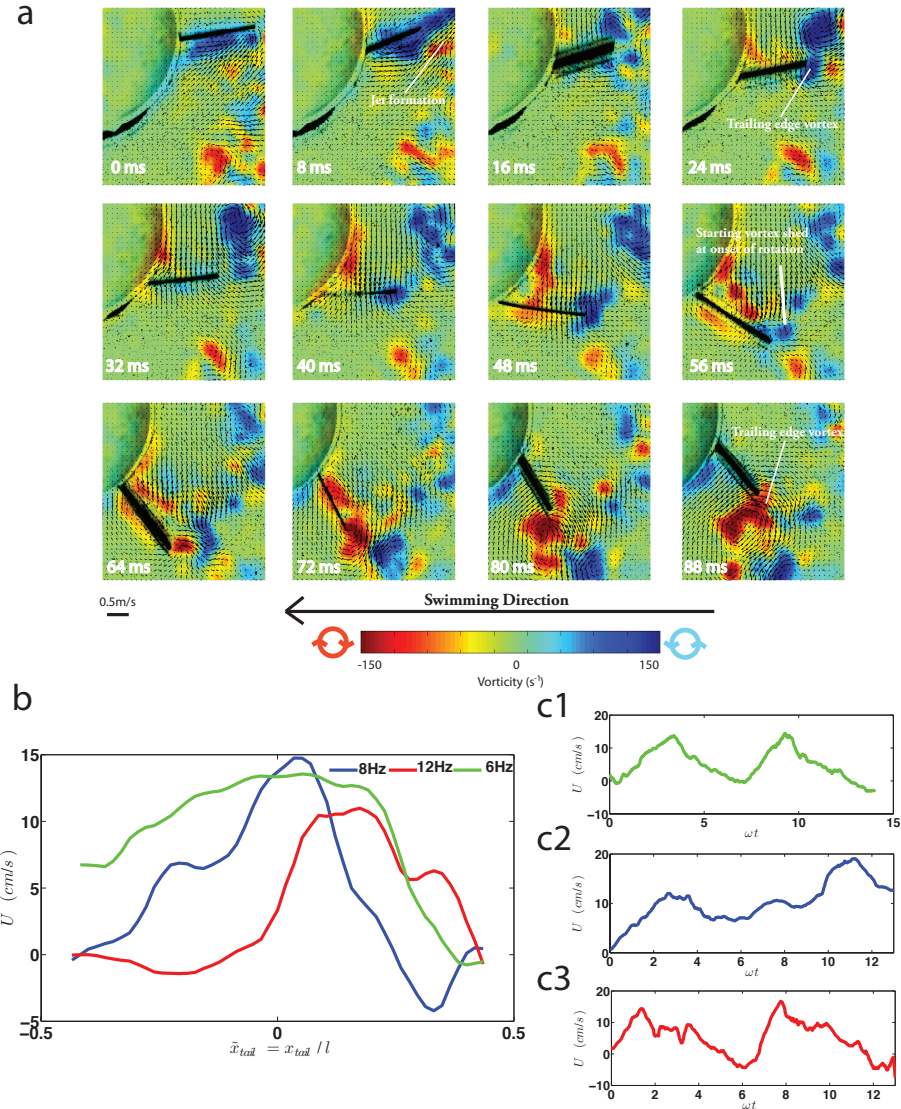 a
Jet formation
Trailing edge vortex
0 ms
8 ms
16 ms
24 ms
Starting vortex shed
at onset of rotation
32 ms
40 ms
48 ms
56 ms
Trailing edge vortex
64 ms
72 ms
80 ms
88 ms
0.5m/s
Swimming Direction
-150
0
150
Vorticity (s⁻¹)
b
15
10
5
0
−5
−0.5
0
0.5
U (cm/s)
x̃tail = xtail / l
8Hz
12Hz
6Hz
c1
20
10
0
−10
0
5
10
15
U (cm/s)
ωt
c2
20
10
0
0
2
4
6
8
10
12
U (cm/s)
ωt
c3
20
10
0
−10
0
2
4
6
8
10
12
U (cm/s)
ωt